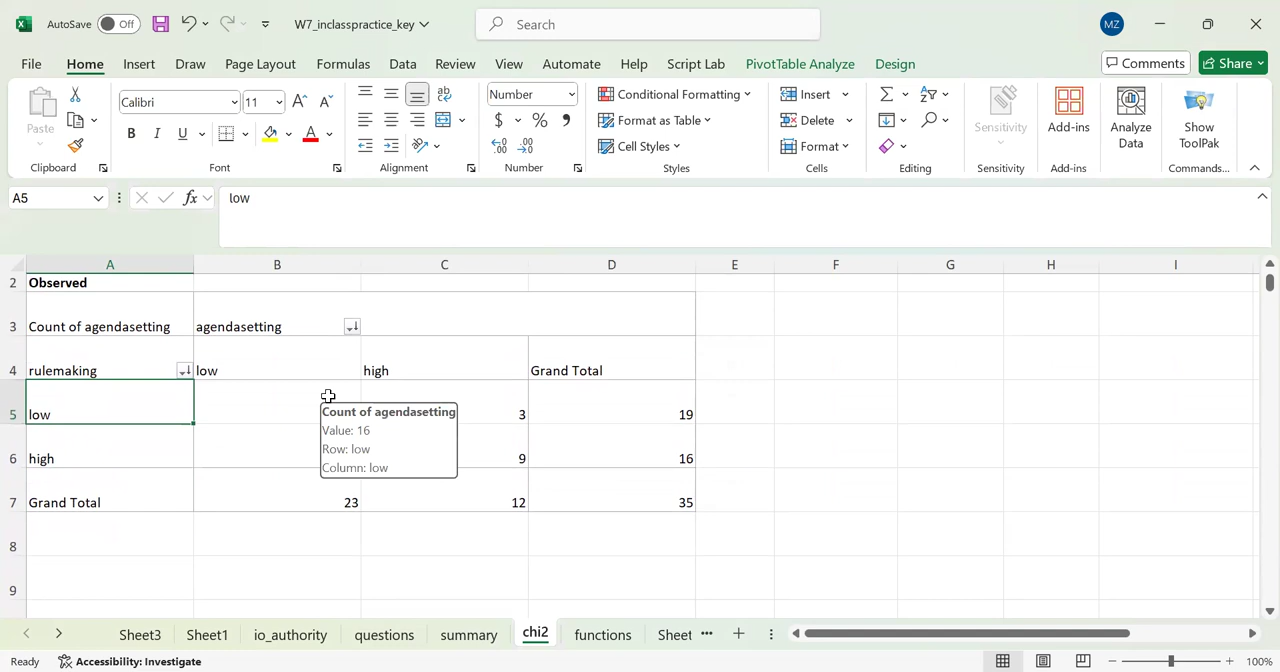 AutoSave Off W7_inclasspractice_key Search MZ
File Home Insert Draw Page Layout Formulas Data Review View Automate Help Script Lab PivotTable Analyze Design Comments Share
Paste Calibri 11 A^ A B I U A ab Number $ % 9 Conditional Formatting Format as Table Cell Styles Insert Delete Format Σ Sensitivity Add-ins Analyze Data Show ToolPak
Clipboard Font Alignment Number Styles Cells Editing Sensitivity Add-ins Commands...
A5 fx low
A B C D E F G H I
2 Observed
3 Count of agendasetting agendasetting
4 rulemaking low high Grand Total
5 low 3 19
6 high 9 16
7 Grand Total 23 12 35
8
9
Count of agendasetting
Value: 16
Row: low
Column: low
Sheet3 Sheet1 io_authority questions summary chi2 functions Sheet ...
Ready Accessibility: Investigate 100%